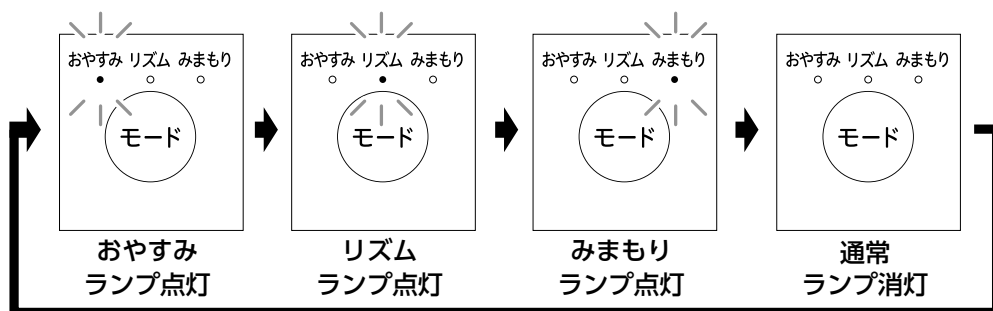 おやすみ リズム みまもり
モード
おやすみ
ランプ点灯
おやすみ リズム みまもり
モード
リズム
ランプ点灯
おやすみ リズム みまもり
モード
みまもり
ランプ点灯
おやすみ リズム みまもり
モード
通常
ランプ消灯